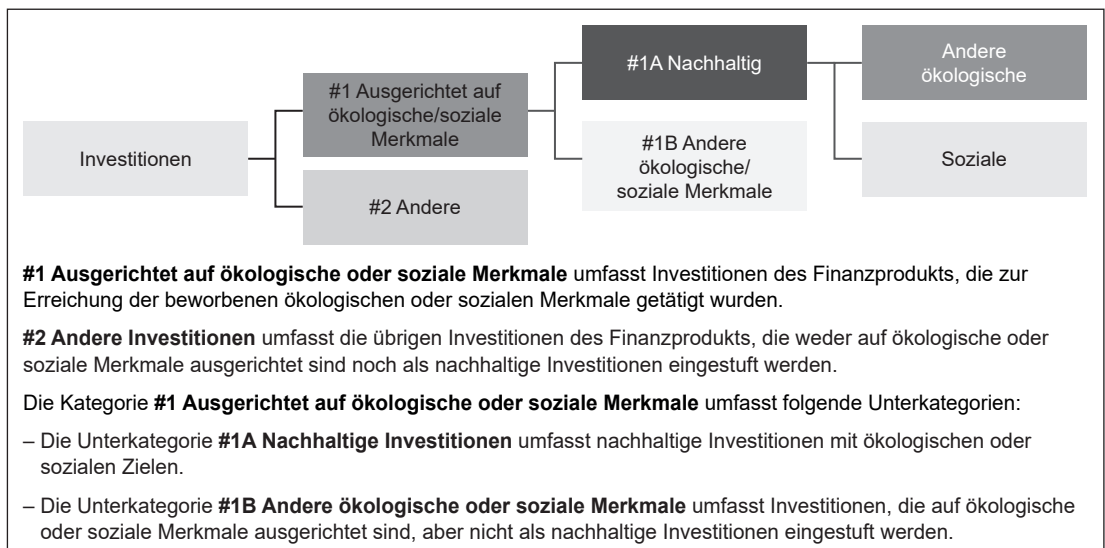 Investitionen
#1 Ausgerichtet auf
ökologische/soziale
Merkmale
#2 Andere
#1A Nachhaltig
#1B Andere
ökologische/
soziale Merkmale
Andere
ökologische
Soziale
#1 Ausgerichtet auf ökologische oder soziale Merkmale umfasst Investitionen des Finanzprodukts, die zur
Erreichung der beworbenen ökologischen oder sozialen Merkmale getätigt wurden.
#2 Andere Investitionen umfasst die übrigen Investitionen des Finanzprodukts, die weder auf ökologische oder
soziale Merkmale ausgerichtet sind noch als nachhaltige Investitionen eingestuft werden.
Die Kategorie #1 Ausgerichtet auf ökologische oder soziale Merkmale umfasst folgende Unterkategorien:
– Die Unterkategorie #1A Nachhaltige Investitionen umfasst nachhaltige Investitionen mit ökologischen oder
sozialen Zielen.
– Die Unterkategorie #1B Andere ökologische oder soziale Merkmale umfasst Investitionen, die auf ökologische
oder soziale Merkmale ausgerichtet sind, aber nicht als nachhaltige Investitionen eingestuft werden.